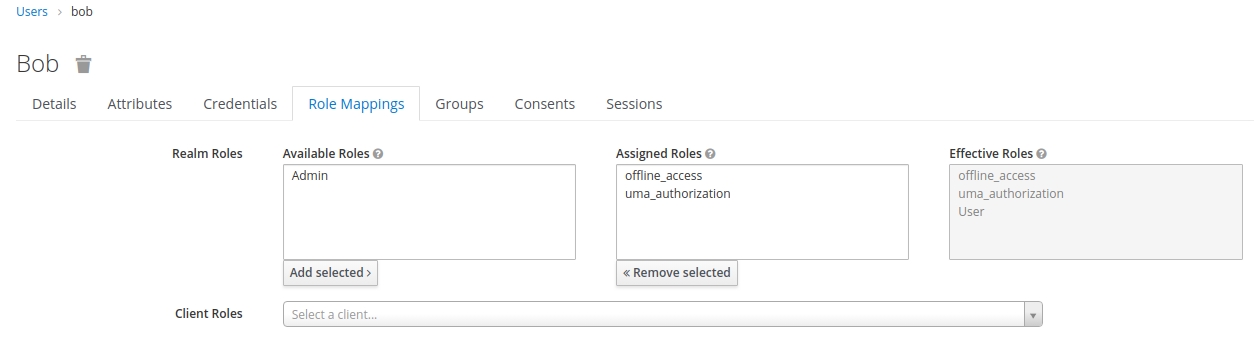 Users > bob
Bob
Details Attributes Credentials Role Mappings Groups Consents Sessions
Realm Roles Available Roles ? Assigned Roles ? Effective Roles ?
Admin offline_access offline_access
uma_authorization uma_authorization
User
Add selected > « Remove selected
Client Roles Select a client...